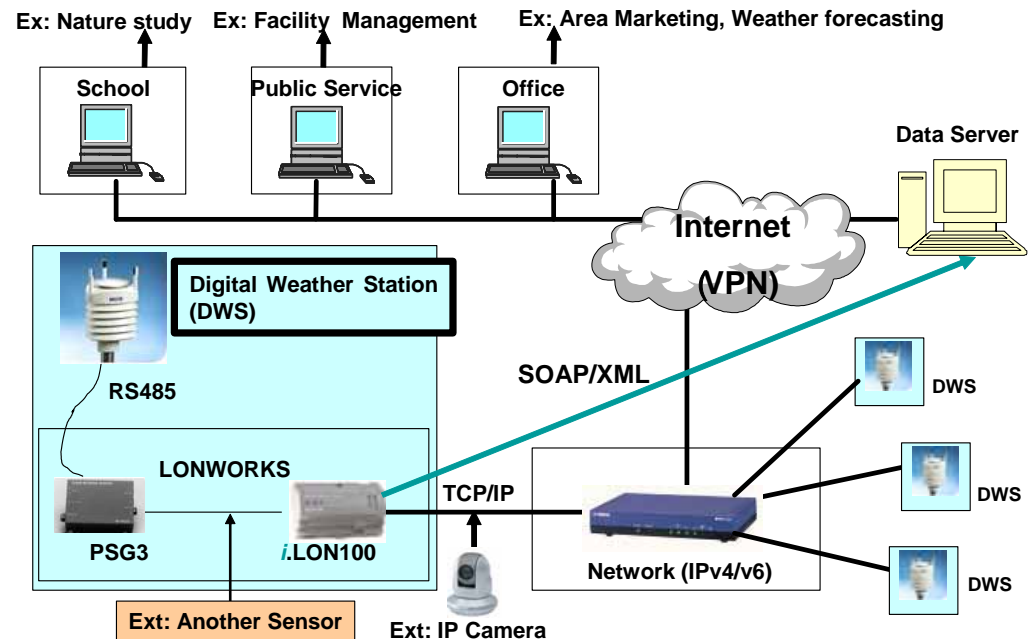 Ex: Nature study
Ex: Facility Management
Ex: Area Marketing, Weather forecasting
School
Public Service
Office
Data Server
Internet
(VPN)
Digital Weather Station
(DWS)
RS485
SOAP/XML
DWS
DWS
DWS
LONWORKS
TCP/IP
PSG3
i.LON100
Network (IPv4/v6)
Ext: Another Sensor
Ext: IP Camera